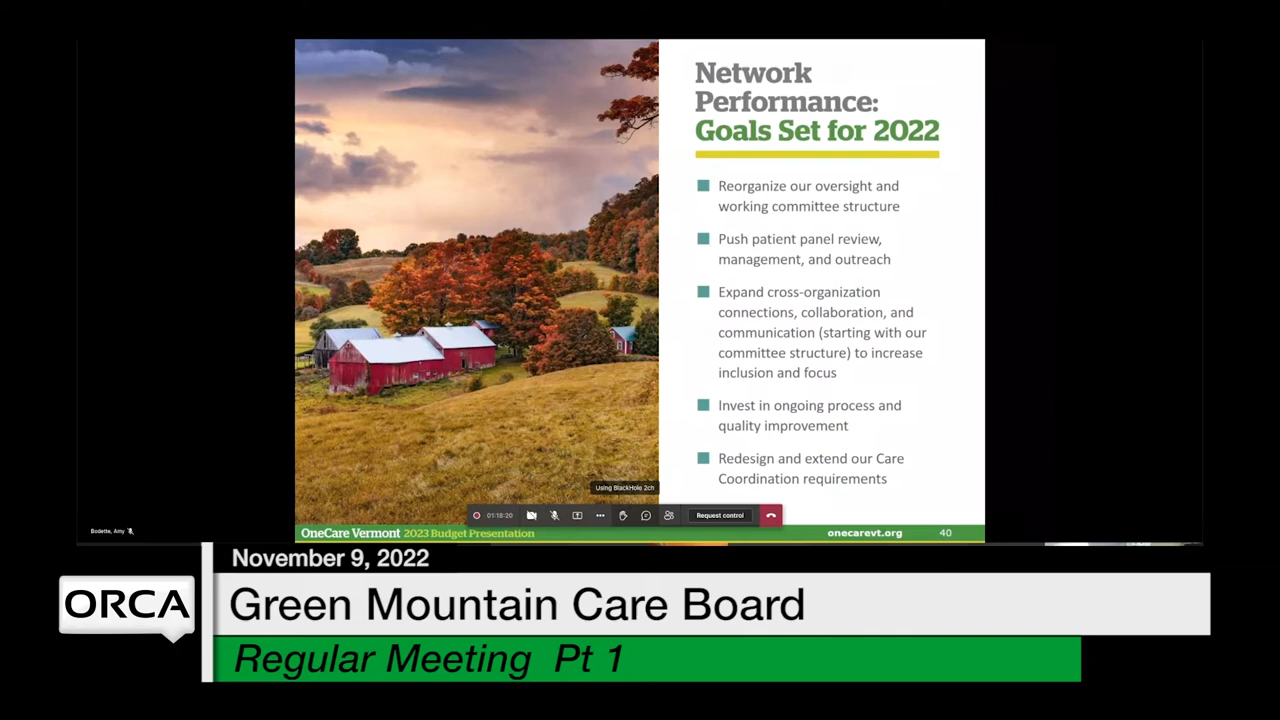 Network
Performance:
Goals Set for 2022
Reorganize our oversight and
working committee structure
Push patient panel review,
management, and outreach
Expand cross-organization
connections, collaboration, and
communication (starting with our
committee structure) to increase
inclusion and focus
Invest in ongoing process and
quality improvement
Redesign and extend our Care
Coordination requirements
Using BlackHole 2ch
01:18:20
Request control
OneCare Vermont 2023 Budget Presentation
onecarevt.org
40
Bodette, Amy
November 9, 2022
ORCA
Green Mountain Care Board
Regular Meeting Pt 1